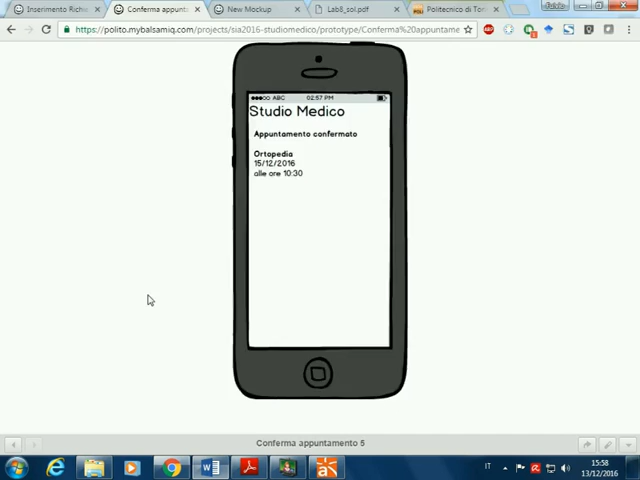 Inserimento Richi
Conferma appunta
New Mockup
Lab8_sol.pdf
Politecnico di Tori
fulvio
https://polito.mybalsamiq.com/projects/sia2016-studiomedico/prototype/Conferma%20appuntame
ABC
02:57 PM
Studio Medico
Appuntamento confermato
Ortopedia
15/12/2016
alle ore 10:30
Conferma appuntamento 5
IT
15:58
13/12/2016